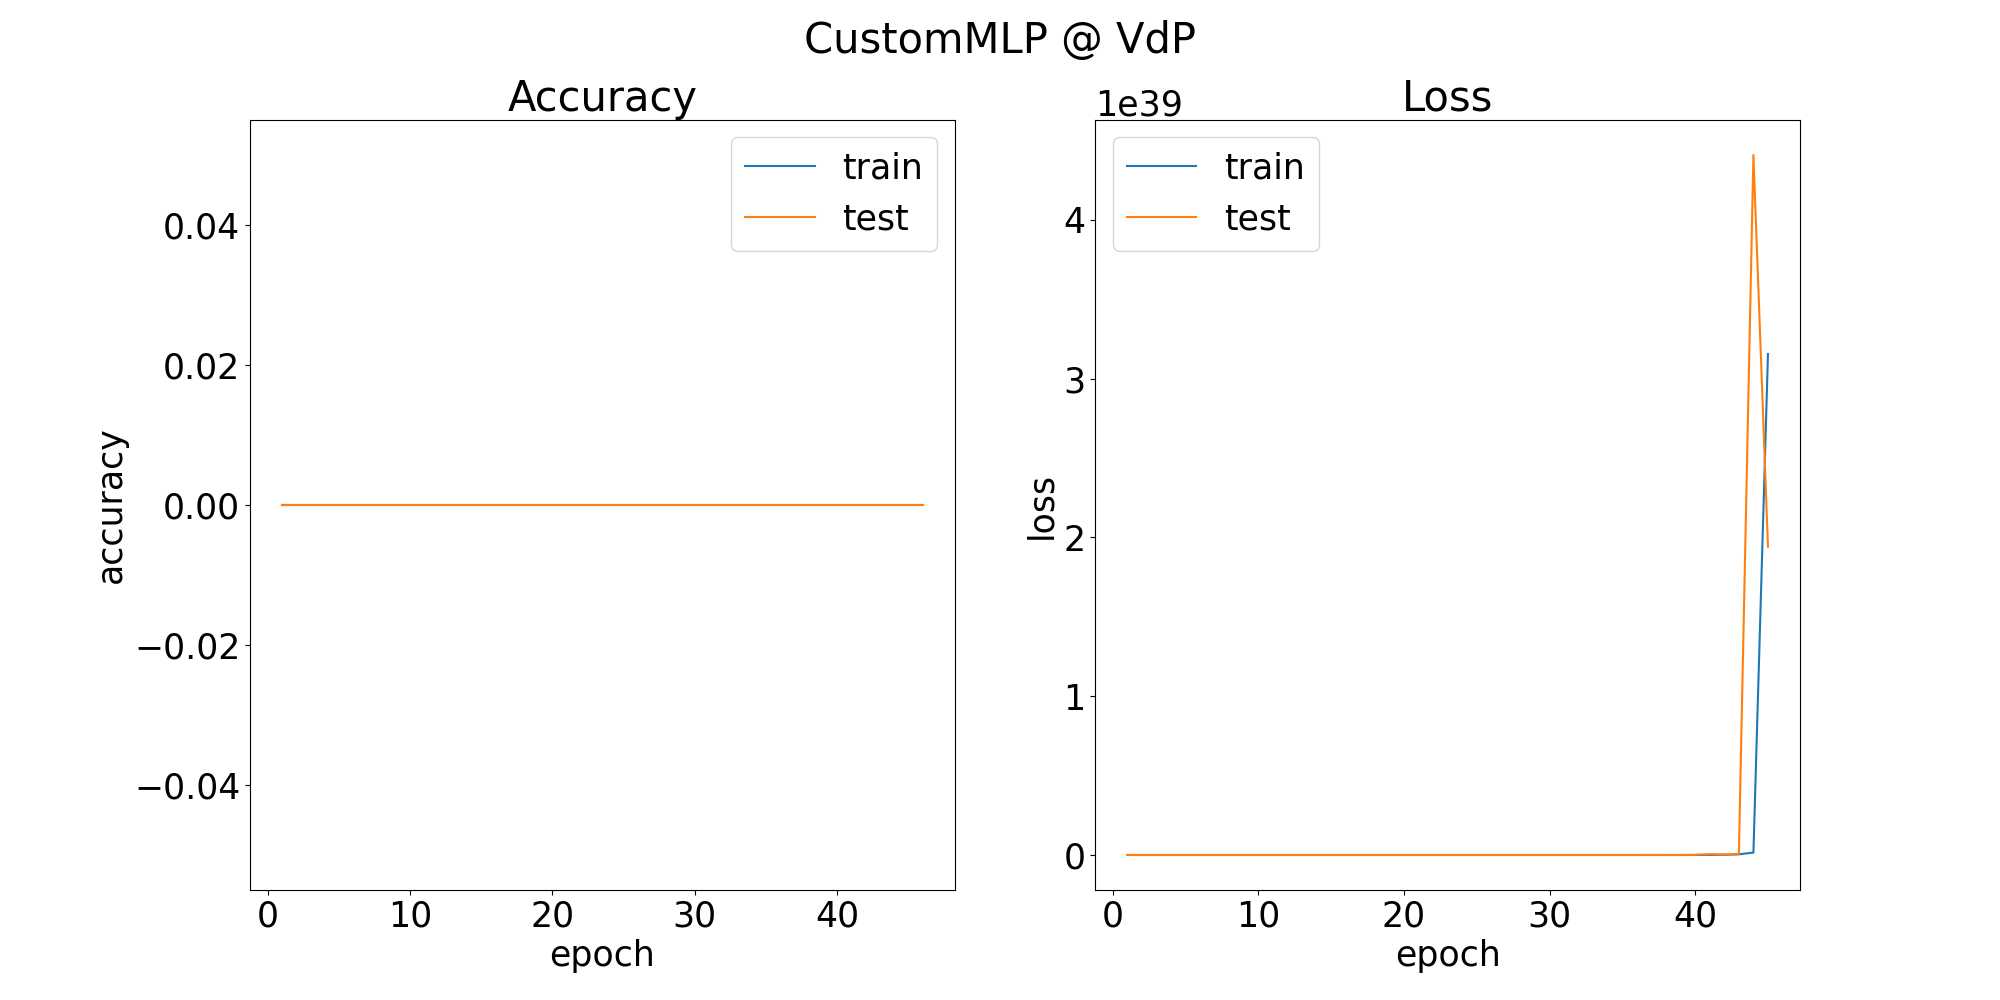 CustomMLP @ VdP
Accuracy
train
test
0.04
0.02
0.00
−0.02
−0.04
accuracy
0 10 20 30 40
epoch
Loss
1e39
train
test
4
3
2
1
0
loss
0 10 20 30 40
epoch